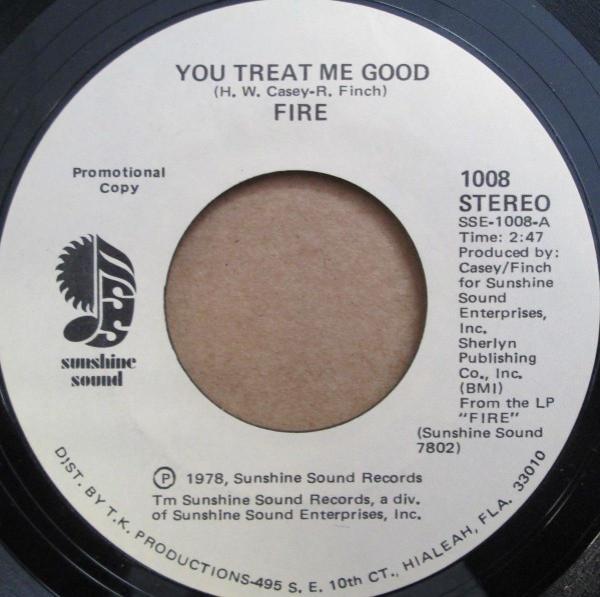 YOU TREAT ME GOOD
(H. W. Casey-R. Finch)
FIRE
Promotional
Copy
sunshine
sound
1008
STEREO
SSE-1008-A
Time: 2:47
Produced by:
Casey/Finch
for Sunshine
Sound
Enterprises,
Inc.
Sherlyn
Publishing
Co., Inc.
(BMI)
From the LP
"FIRE"
(Sunshine Sound
7802)
Ⓟ 1978, Sunshine Sound Records
Tm Sunshine Sound Records, a div.
of Sunshine Sound Enterprises, Inc.
DIST. BY T.K. PRODUCTIONS-495 S. E. 10th CT., HIALEAH, FLA. 33010